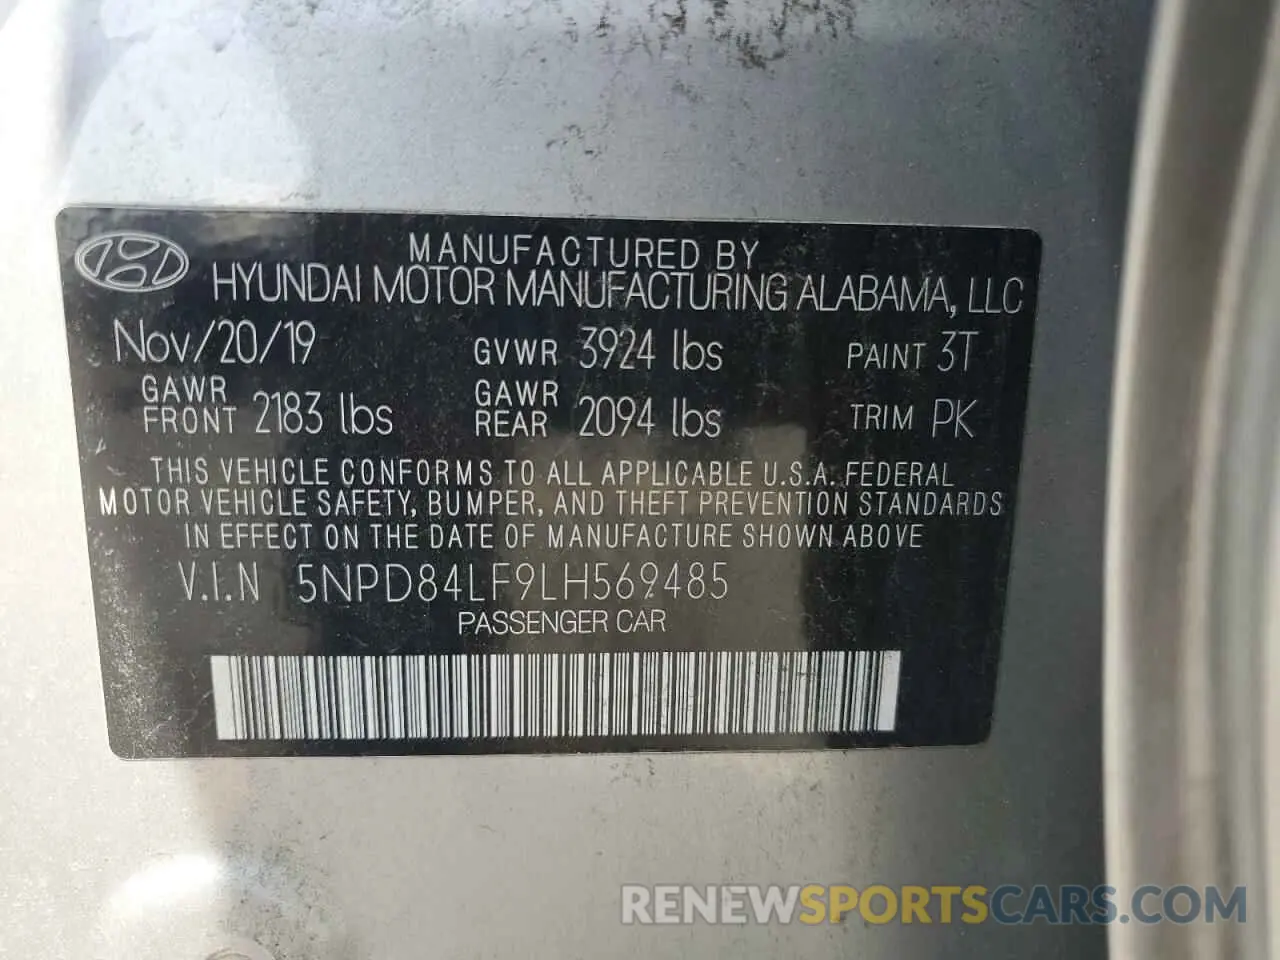 MANUFACTURED BY
HYUNDAI MOTOR MANUFACTURING ALABAMA, LLC
Nov/20/19 GVWR 3924 lbs PAINT 3T
GAWR FRONT 2183 lbs GAWR REAR 2094 lbs TRIM PK
THIS VEHICLE CONFORMS TO ALL APPLICABLE U.S.A. FEDERAL
MOTOR VEHICLE SAFETY, BUMPER, AND THEFT PREVENTION STANDARDS
IN EFFECT ON THE DATE OF MANUFACTURE SHOWN ABOVE
V.I.N 5NPD84LF9LH569485
PASSENGER CAR
RENEWSPORTSCARS.COM